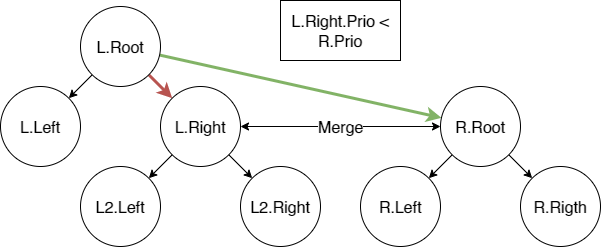 L.Right.Prio <
R.Prio
L.Root
L.Left
L.Right
Merge
R.Root
L2.Left
L2.Right
R.Left
R.Rigth